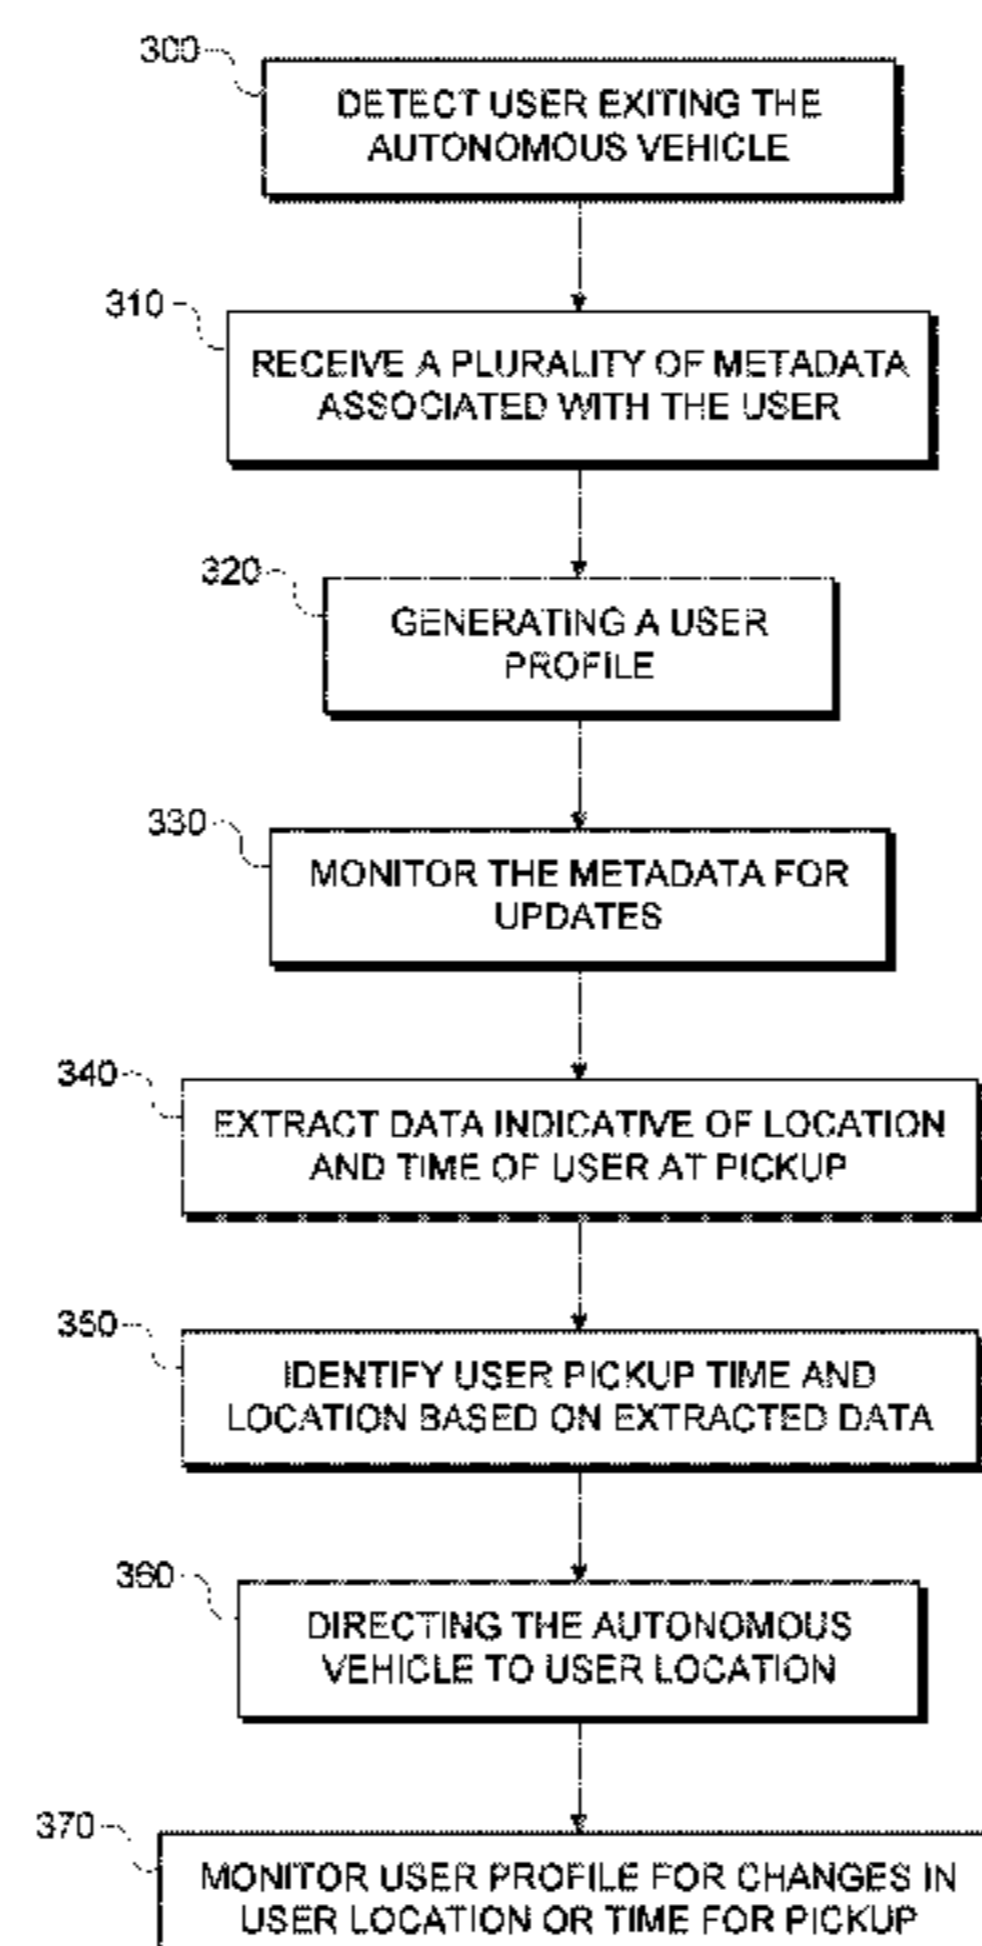 300
DETECT USER EXITING THE
AUTONOMOUS VEHICLE
310
RECEIVE A PLURALITY OF METADATA
ASSOCIATED WITH THE USER
320
GENERATING A USER
PROFILE
330
MONITOR THE METADATA FOR
UPDATES
340
EXTRACT DATA INDICATIVE OF LOCATION
AND TIME OF USER AT PICKUP
350
IDENTIFY USER PICKUP TIME AND
LOCATION BASED ON EXTRACTED DATA
360
DIRECTING THE AUTONOMOUS
VEHICLE TO USER LOCATION
370
MONITOR USER PROFILE FOR CHANGES IN
USER LOCATION OR TIME FOR PICKUP